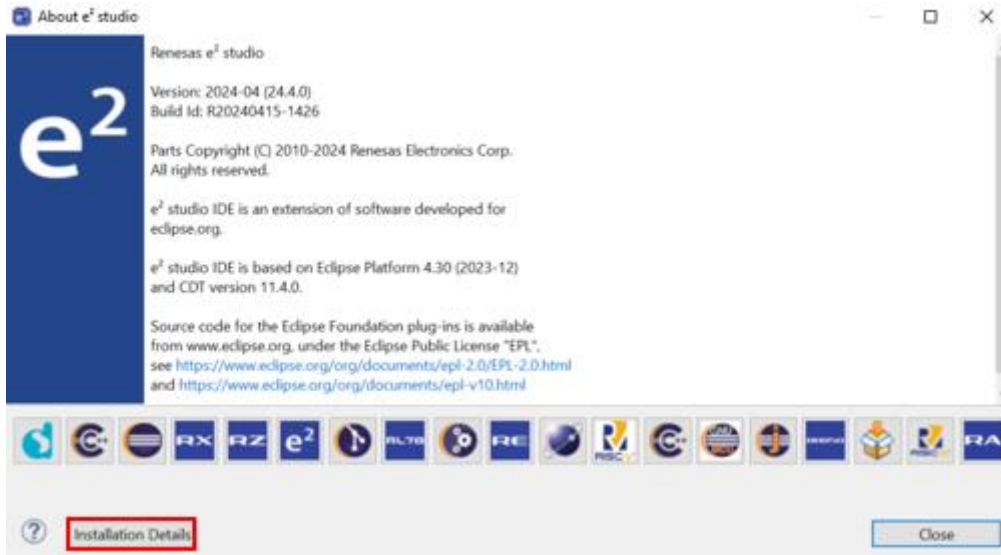 About e² studio
e²
Renesas e² studio
Version: 2024-04 (24.4.0)
Build Id: R20240415-1426
Parts Copyright (C) 2010-2024 Renesas Electronics Corp.
All rights reserved.
e² studio IDE is an extension of software developed for
eclipse.org.
e² studio IDE is based on Eclipse Platform 4.30 (2023-12)
and CDT version 11.4.0.
Source code for the Eclipse Foundation plug-ins is available
from www.eclipse.org, under the Eclipse Public License "EPL",
see https://www.eclipse.org/org/documents/epl-2.0/EPL-2.0.html
and https://www.eclipse.org/org/documents/epl-v10.html
C++ RX RZ e² RL78 RE RISC C++ RISC RA
? Installation Details Close